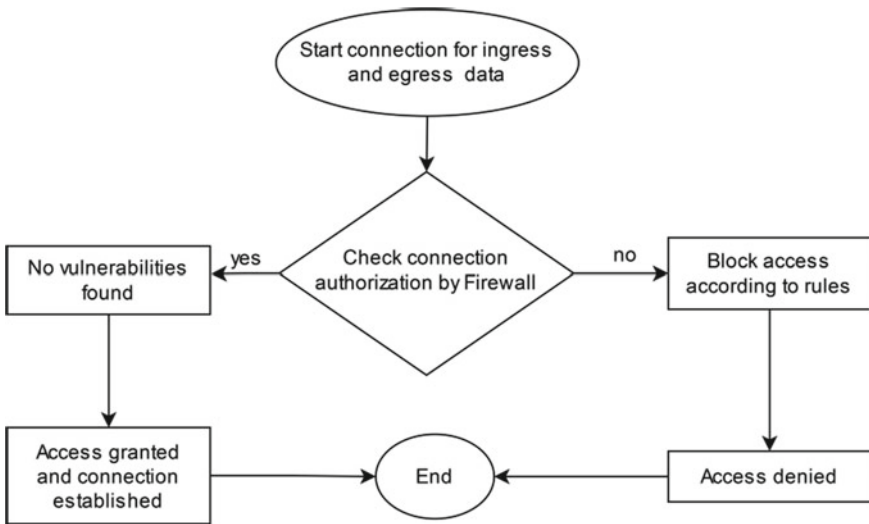 Start connection for ingress
and egress data
Check connection
authorization by Firewall
yes
no
No vulnerabilities
found
Block access
according to rules
Access granted
and connection
established
End
Access denied